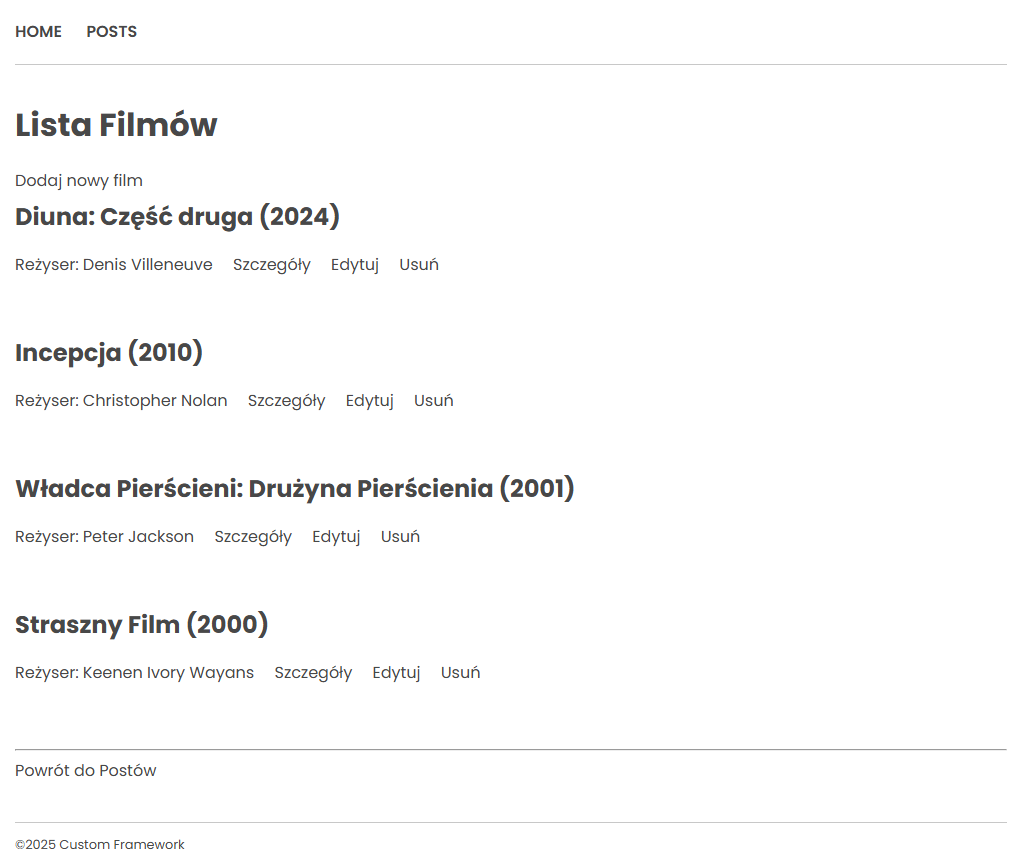 HOME POSTS
Lista Filmów
Dodaj nowy film
Diuna: Część druga (2024)
Reżyser: Denis Villeneuve Szczegóły Edytuj Usuń
Incepcja (2010)
Reżyser: Christopher Nolan Szczegóły Edytuj Usuń
Władca Pierścieni: Drużyna Pierścienia (2001)
Reżyser: Peter Jackson Szczegóły Edytuj Usuń
Straszny Film (2000)
Reżyser: Keenen Ivory Wayans Szczegóły Edytuj Usuń
Powrót do Postów
©2025 Custom Framework